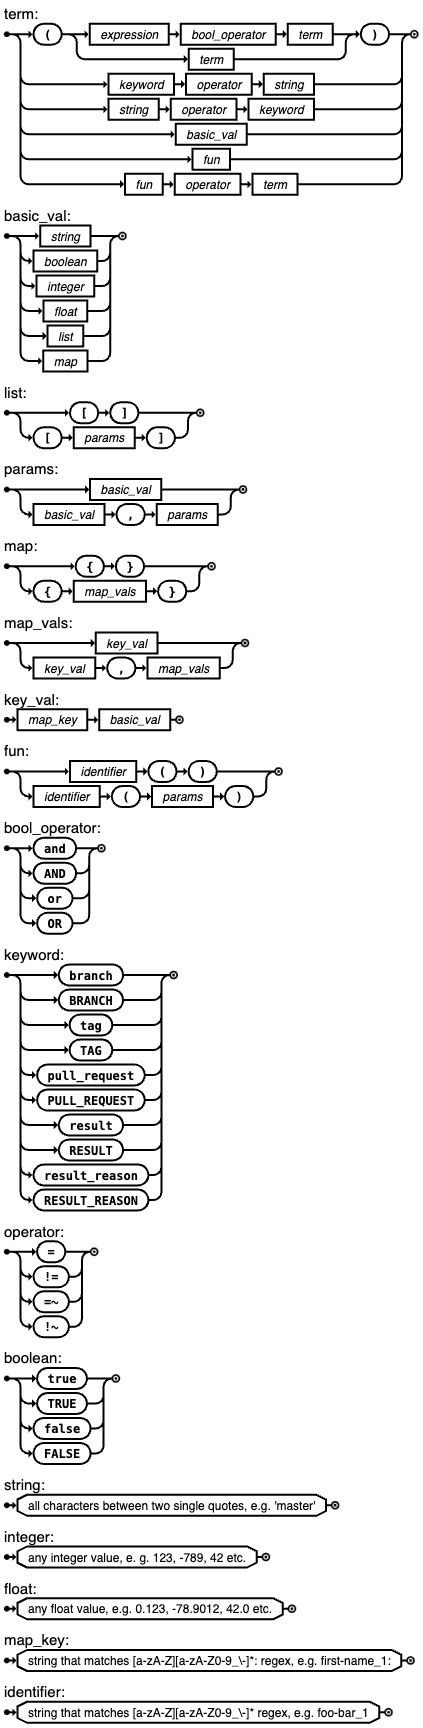 term:
( expression bool_operator term )
term
keyword operator string
string operator keyword
basic_val
fun
fun operator term
basic_val:
string
boolean
integer
float
list
map
list:
[ ]
[ params ]
params:
basic_val
basic_val , params
map:
{ }
{ map_vals }
map_vals:
key_val
key_val , map_vals
key_val:
map_key basic_val
fun:
identifier ( )
identifier ( params )
bool_operator:
and
AND
or
OR
keyword:
branch
BRANCH
tag
TAG
pull_request
PULL_REQUEST
result
RESULT
result_reason
RESULT_REASON
operator:
=
!=
=~
!~
boolean:
true
TRUE
false
FALSE
string:
all characters between two single quotes, e.g. 'master'
integer:
any integer value, e. g. 123, -789, 42 etc.
float:
any float value, e.g. 0.123, -78.9012, 42.0 etc.
map_key:
string that matches [a-zA-Z][a-zA-Z0-9_\-]*: regex, e.g. first-name_1:
identifier:
string that matches [a-zA-Z][a-zA-Z0-9_\-]* regex, e.g. foo-bar_1